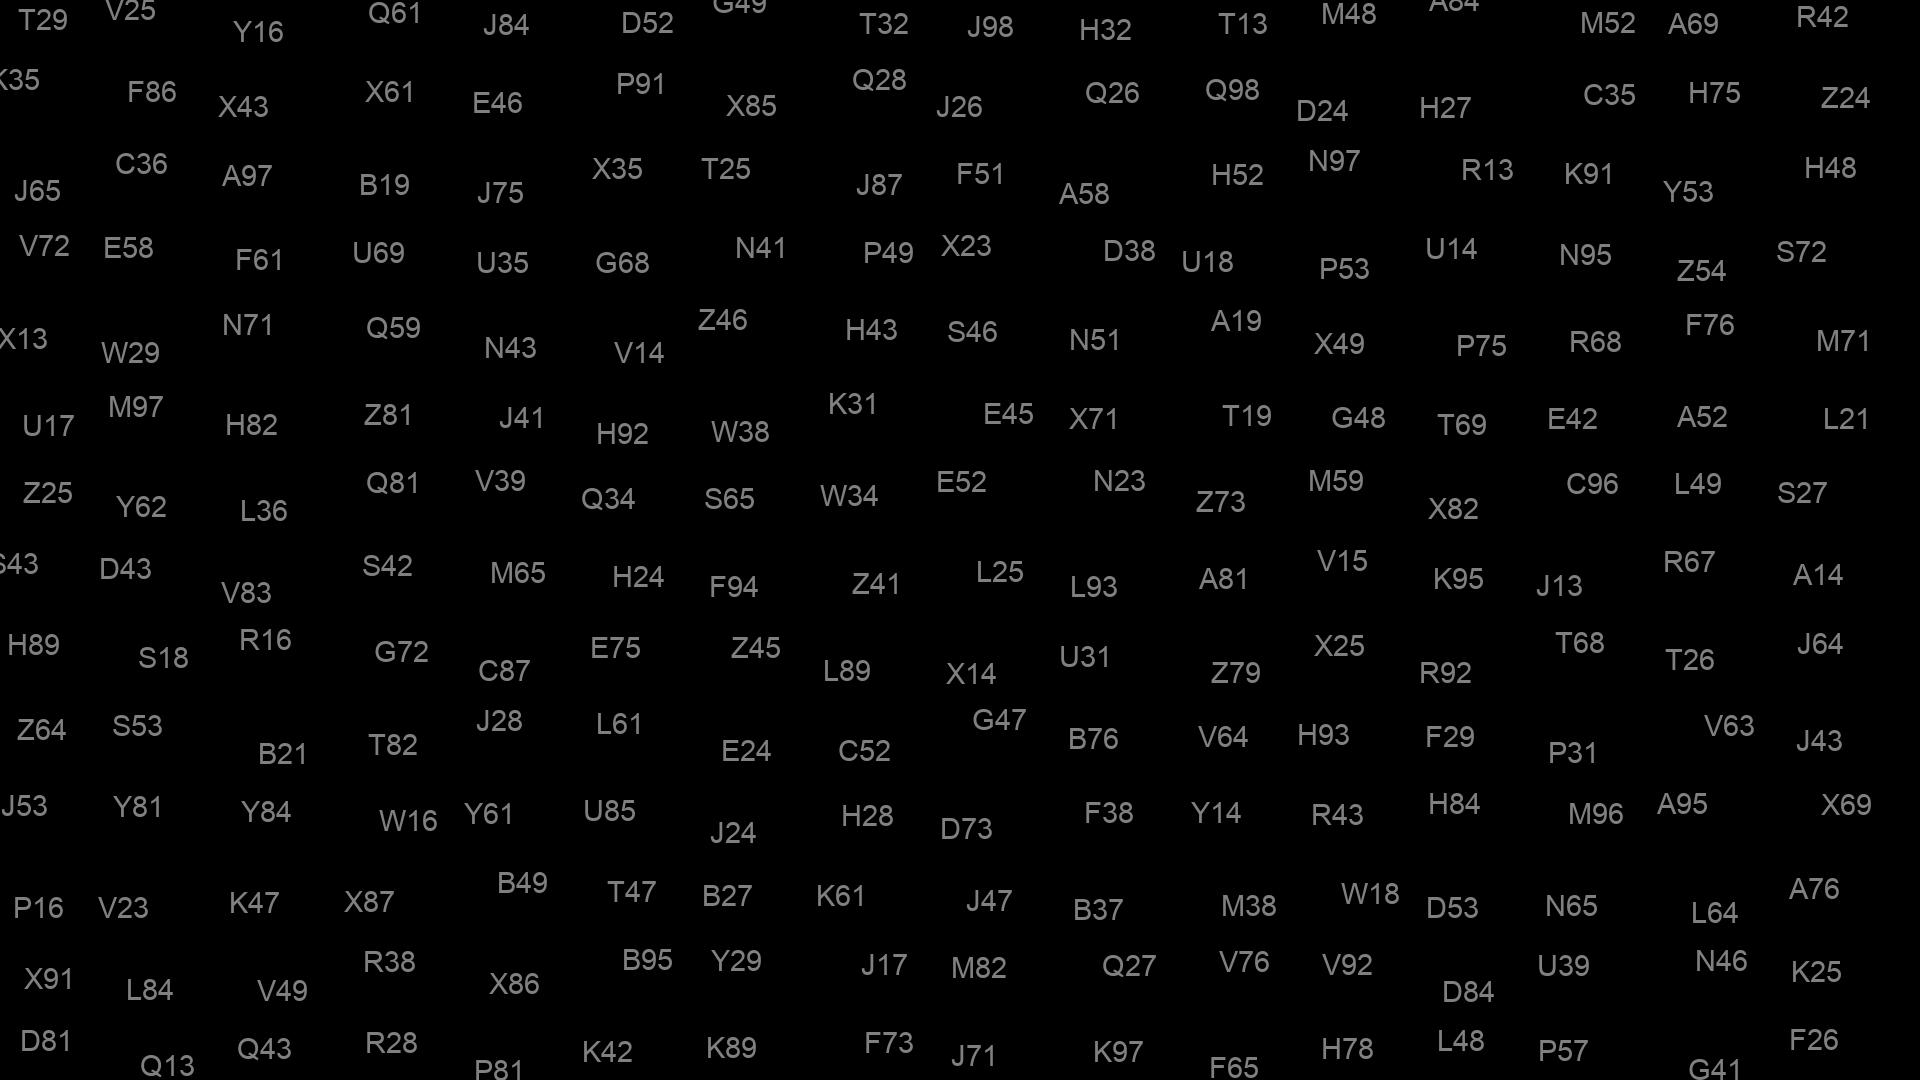 T29 V25 Y16 Q61 J84 D52 G49 T32 J98 H32 T13 M48 A84 M52 A69 R42
K35 F86 X43 X61 E46 P91 X85 Q28 J26 Q26 Q98 D24 H27 C35 H75 Z24
J65 C36 A97 B19 J75 X35 T25 J87 F51 A58 H52 N97 R13 K91 Y53 H48
V72 E58 F61 U69 U35 G68 N41 P49 X23 D38 U18 P53 U14 N95 Z54 S72
X13 W29 N71 Q59 N43 V14 Z46 H43 S46 N51 A19 X49 P75 R68 F76 M71
U17 M97 H82 Z81 J41 H92 W38 K31 E45 X71 T19 G48 T69 E42 A52 L21
Z25 Y62 L36 Q81 V39 Q34 S65 W34 E52 N23 Z73 M59 X82 C96 L49 S27
S43 D43 V83 S42 M65 H24 F94 Z41 L25 L93 A81 V15 K95 J13 R67 A14
H89 S18 R16 G72 C87 E75 Z45 L89 X14 U31 Z79 X25 R92 T68 T26 J64
Z64 S53 B21 T82 J28 L61 E24 C52 G47 B76 V64 H93 F29 P31 V63 J43
J53 Y81 Y84 W16 Y61 U85 J24 H28 D73 F38 Y14 R43 H84 M96 A95 X69
P16 V23 K47 X87 B49 T47 B27 K61 J47 B37 M38 W18 D53 N65 L64 A76
X91 L84 V49 R38 X86 B95 Y29 J17 M82 Q27 V76 V92 D84 U39 N46 K25
D81 Q13 Q43 R28 P81 K42 K89 F73 J71 K97 F65 H78 L48 P57 G41 F26